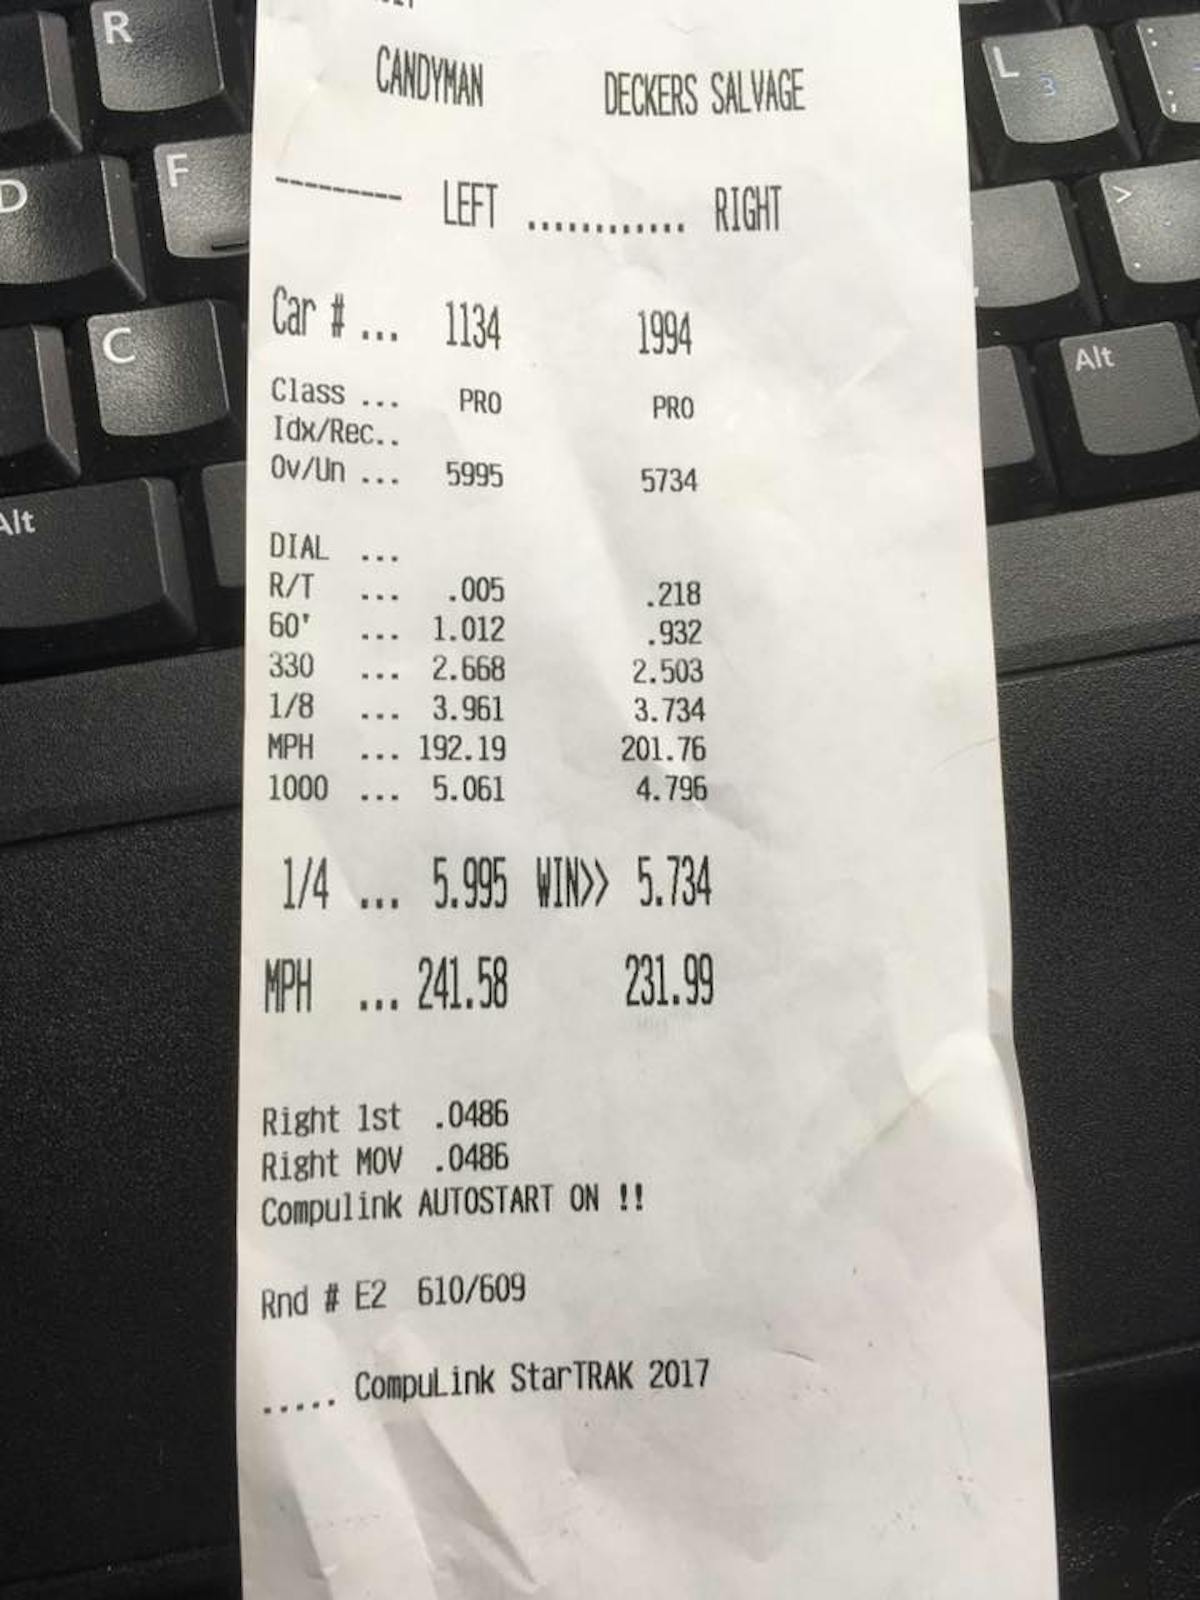 CANDYMAN DECKERS SALVAGE
--------- LEFT ............ RIGHT
Car # ... 1134 1994
Class ... PRO PRO
Idx/Rec..
Ov/Un ... 5995 5734
DIAL ...
R/T ... .005 .218
60' ... 1.012 .932
330 ... 2.668 2.503
1/8 ... 3.961 3.734
MPH ... 192.19 201.76
1000 ... 5.061 4.796
1/4 ... 5.995 WIN>> 5.734
MPH ... 241.58 231.99
Right 1st .0486
Right MOV .0486
Compulink AUTOSTART ON !!
Rnd # E2 610/609
..... CompuLink StarTRAK 2017
R
L
3
;
D
F
>
.
C
Alt
Alt